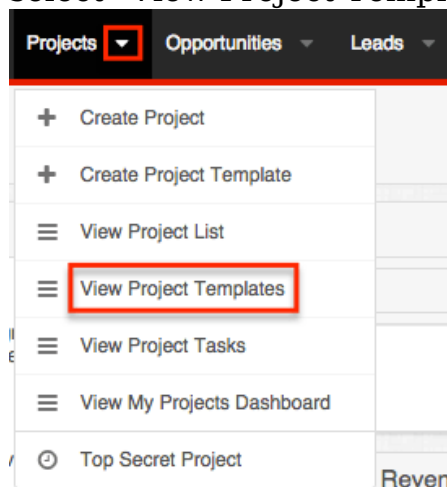 Projects Opportunities Leads
Create Project
Create Project Template
View Project List
View Project Templates
View Project Tasks
View My Projects Dashboard
Top Secret Project